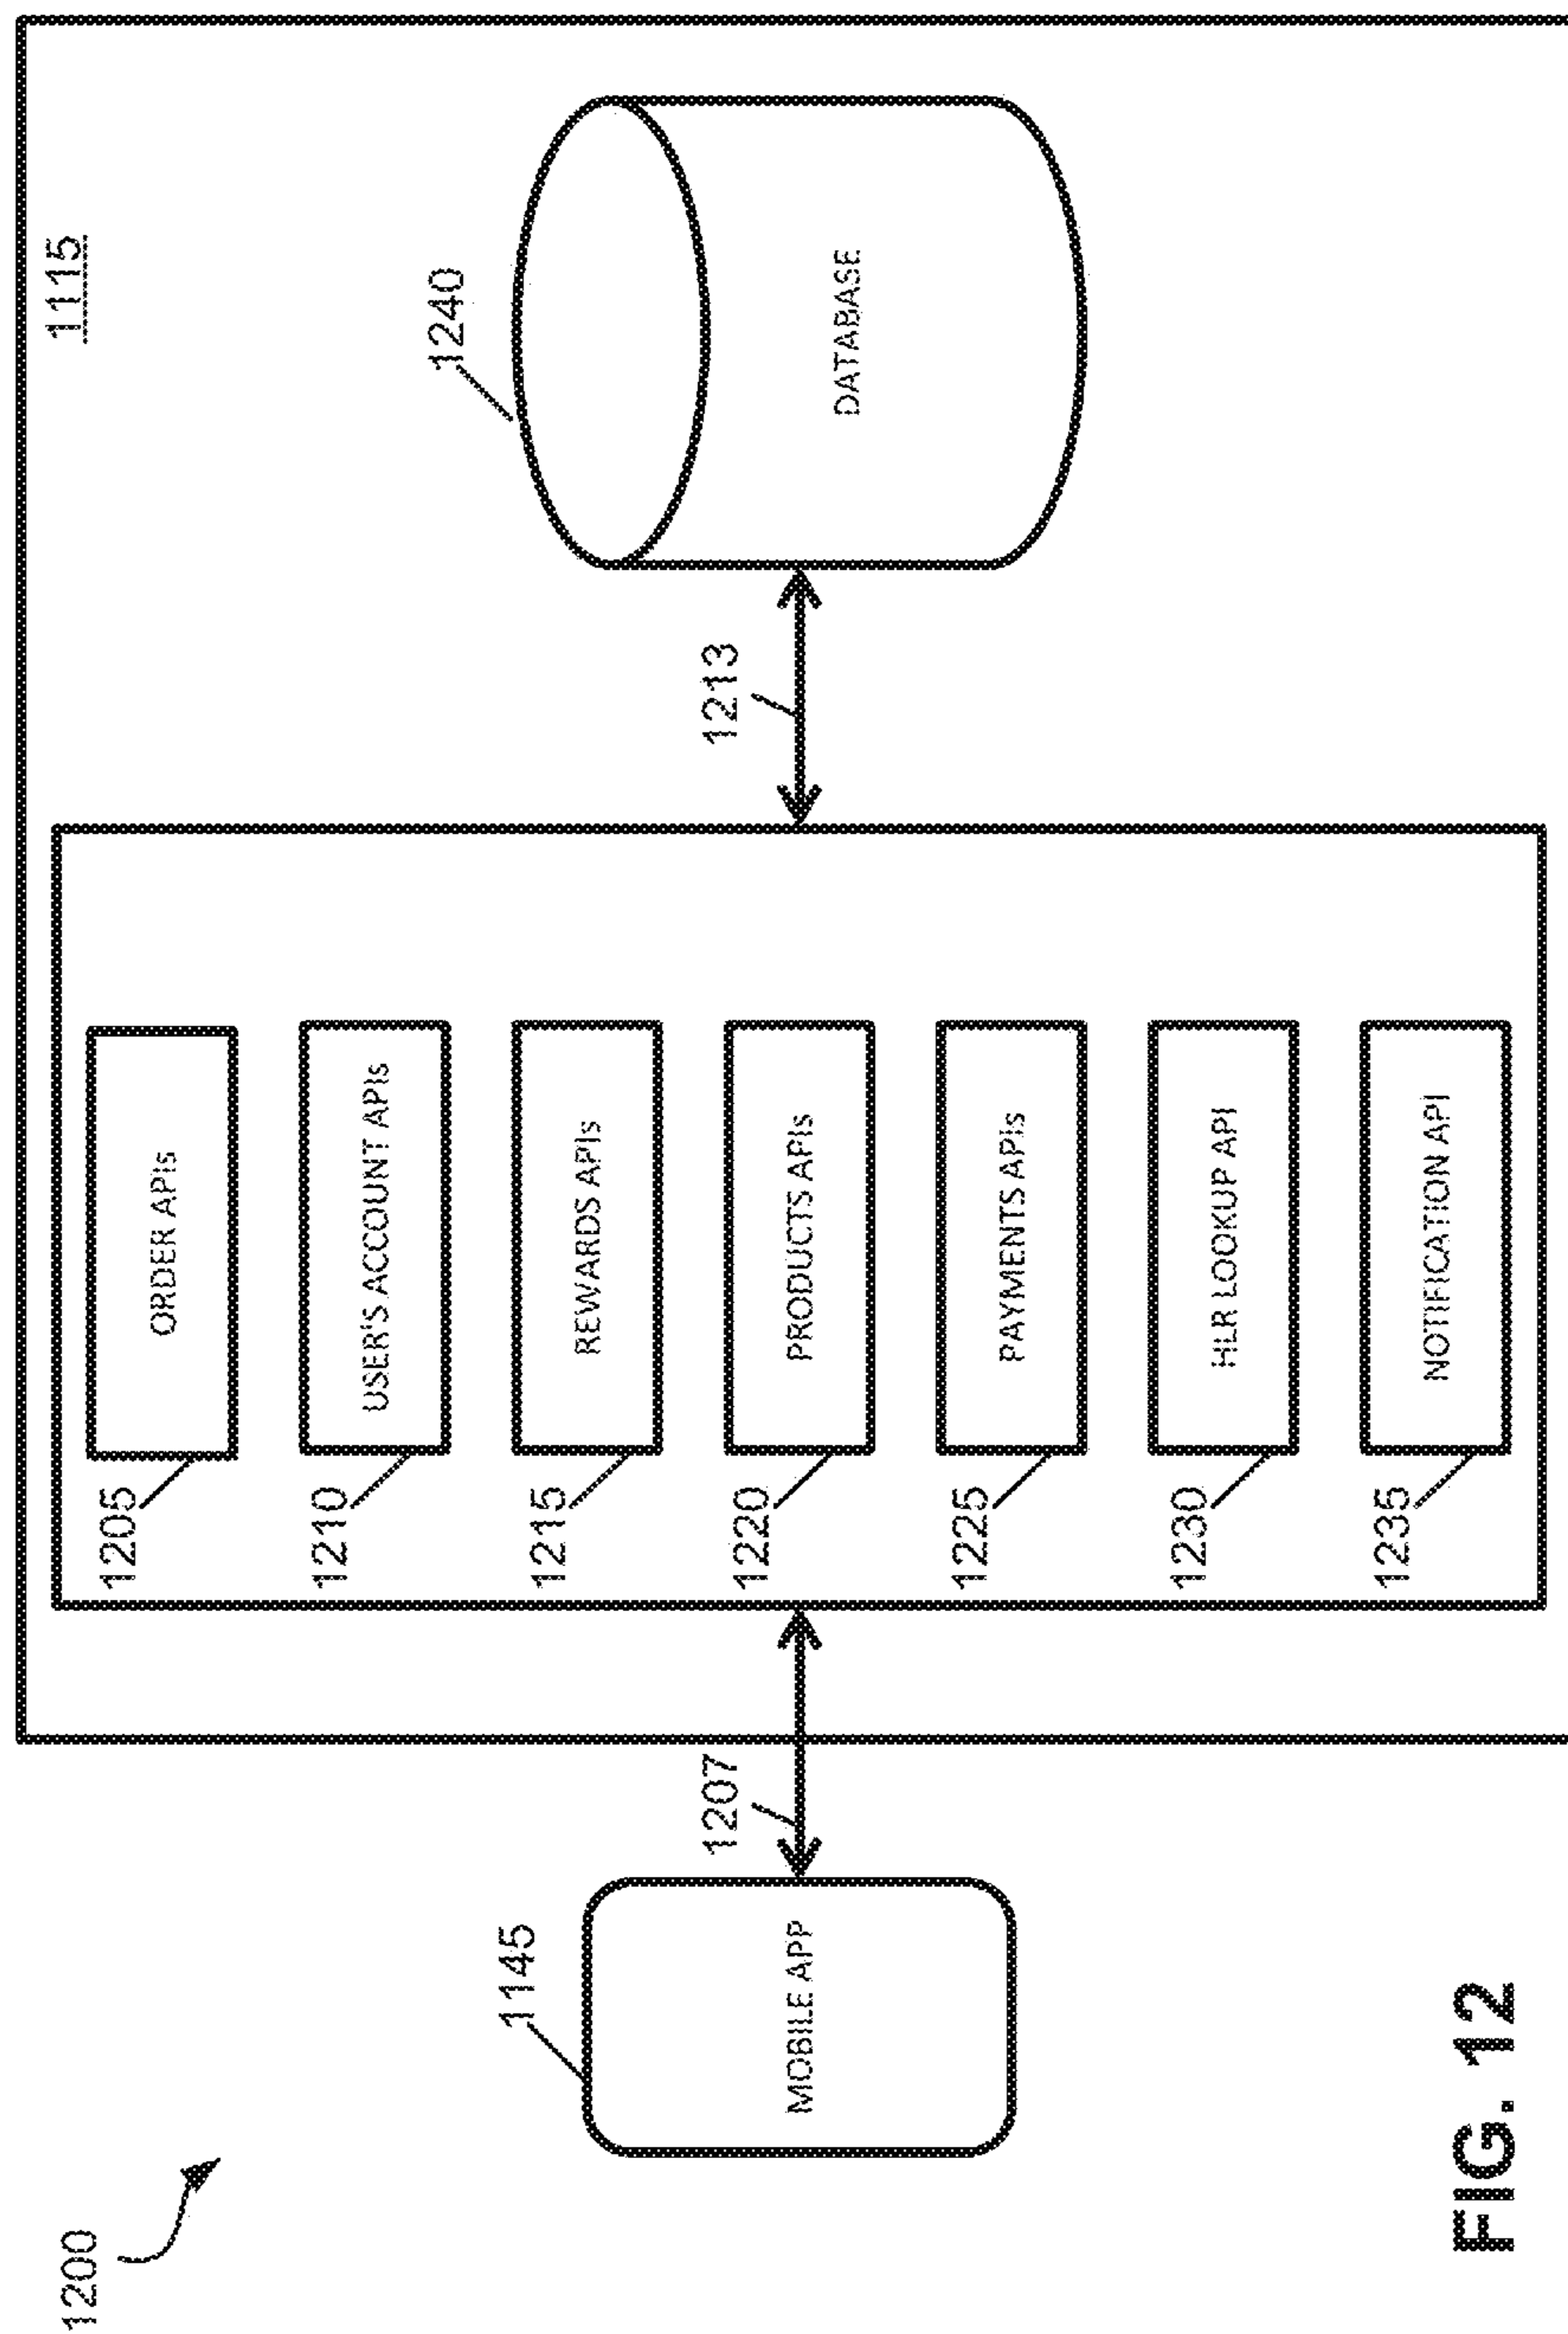 1200
1115
1145
MOBILE APP
1207
1205
ORDER APIs
1210
USER'S ACCOUNT APIs
1215
REWARDS APIs
1220
PRODUCTS APIs
1225
PAYMENTS APIs
1230
HLR LOOKUP API
1235
NOTIFICATION API
1213
1240
DATABASE
FIG. 12